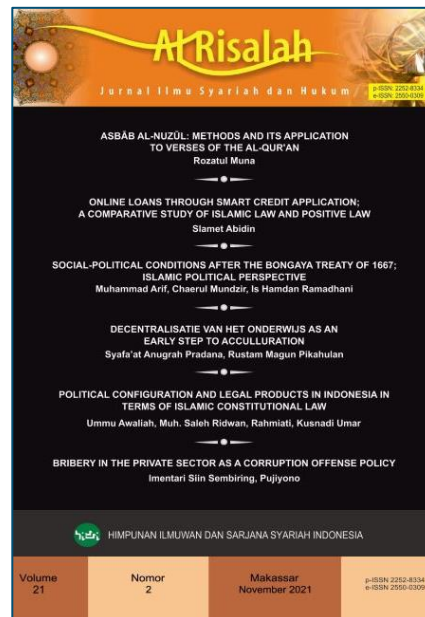 Al Risalah
Jurnal Ilmu Syariah dan Hukum
p-ISSN: 2252-8334
e-ISSN: 2550-0309
ASBĀB AL-NUZŪL: METHODS AND ITS APPLICATION
TO VERSES OF THE AL-QUR'AN
Rozatul Muna
ONLINE LOANS THROUGH SMART CREDIT APPLICATION;
A COMPARATIVE STUDY OF ISLAMIC LAW AND POSITIVE LAW
Slamet Abidin
SOCIAL-POLITICAL CONDITIONS AFTER THE BONGAYA TREATY OF 1667;
ISLAMIC POLITICAL PERSPECTIVE
Muhammad Arif, Chaerul Mundzir, Is Hamdan Ramadhani
DECENTRALISATIE VAN HET ONDERWIJS AS AN
EARLY STEP TO ACCULLURATION
Syafa'at Anugrah Pradana, Rustam Magun Pikahulan
POLITICAL CONFIGURATION AND LEGAL PRODUCTS IN INDONESIA IN
TERMS OF ISLAMIC CONSTITUTIONAL LAW
Ummu Awaliah, Muh. Saleh Ridwan, Rahmiati, Kusnadi Umar
BRIBERY IN THE PRIVATE SECTOR AS A CORRUPTION OFFENSE POLICY
Imentari Siin Sembiring, Pujiyono
HIMPUNAN ILMUWAN DAN SARJANA SYARIAH INDONESIA
Volume
21
Nomor
2
Makassar
November 2021
p-ISSN 2252-8334
e-ISSN 2550-0309